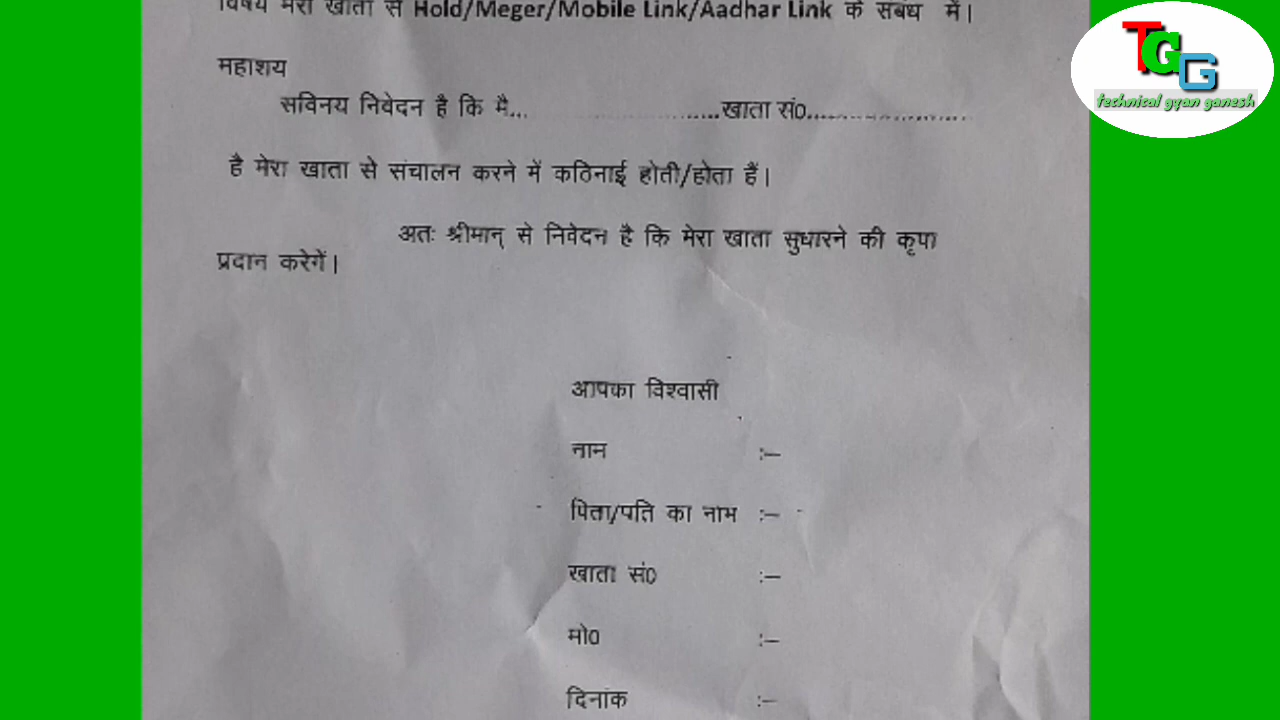 विषय मेरा खाता से Hold/Meger/Mobile Link/Aadhar Link के संबंध में।
TGG
technical gyan ganesh
महाशय
सविनय निवेदन है कि मै... .......................खाता सं0..........................
है मेरा खाता से संचालन करने में कठिनाई होती/होता हैं।
अतः श्रीमान् से निवेदन है कि मेरा खाता सुधारने की कृपा
प्रदान करेगें।
आपका विश्वासी
नान :–
पिता/पति का नाम :–
खाता सं0 :–
मो0 :–
दिनांक :–